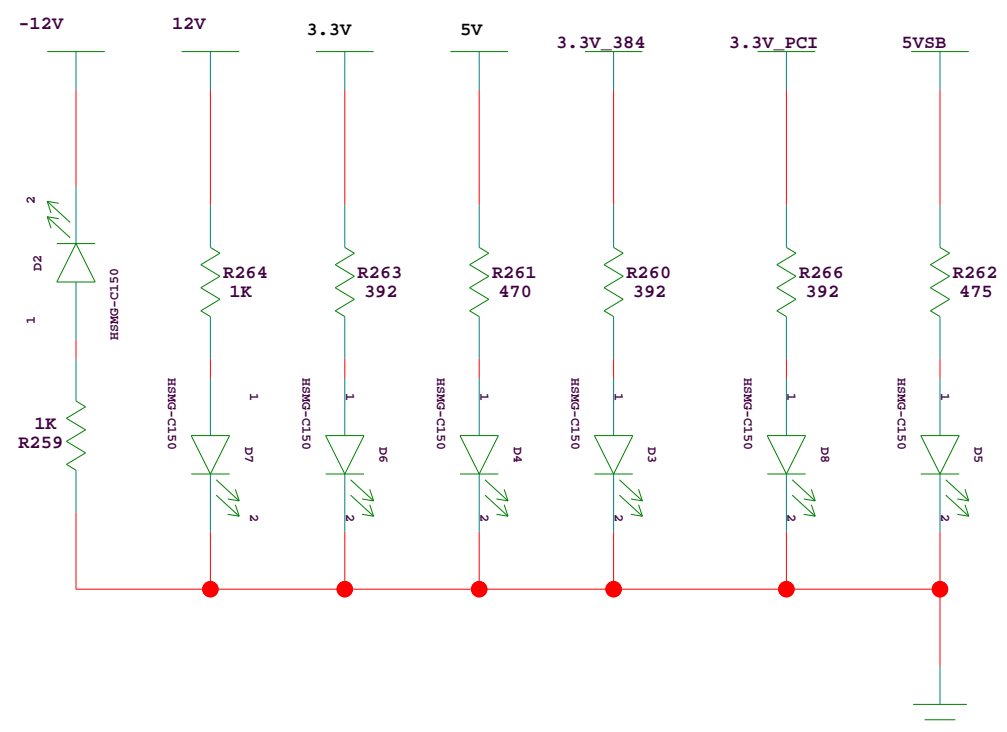 -12V
12V
3.3V
5V
3.3V_384
3.3V_PCI
5VSB
2
D2
1
HSMG-C150
1K
R259
R264
1K
HSMG-C150
1
D7
2
R263
392
HSMG-C150
1
D6
2
R261
470
HSMG-C150
1
D4
2
R260
392
HSMG-C150
1
D3
2
R266
392
HSMG-C150
1
D8
2
R262
475
HSMG-C150
1
D5
2